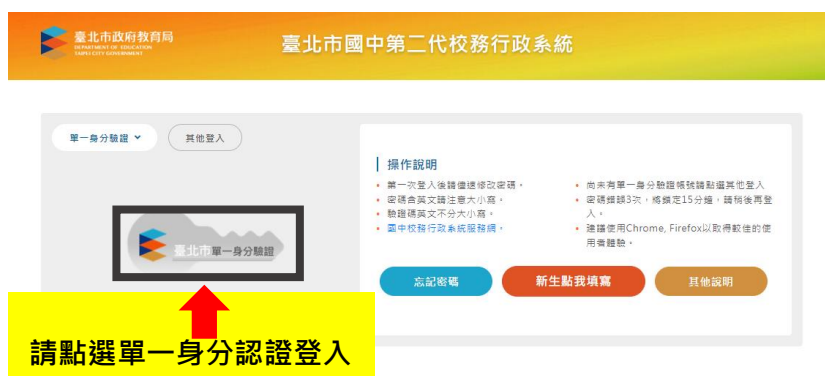 臺北市政府教育局
DEPARTMENT OF EDUCATION
TAIPEI CITY GOVERNMENT
臺北市國中第二代校務行政系統
單一身分驗證
其他登入
臺北市單一身分驗證
請點選單一身分認證登入
操作說明
第一次登入後請儘速修改密碼。
密碼含英文請注意大小寫。
驗證碼英文不分大小寫。
國中校務行政系統服務網。
尚未有單一身分驗證帳號請點選其他登入
密碼錯誤3次，將鎖定15分鐘，請稍後再登
入。
建議使用Chrome, Firefox以取得較佳的使
用者體驗。
忘記密碼
新生點我填寫
其他說明